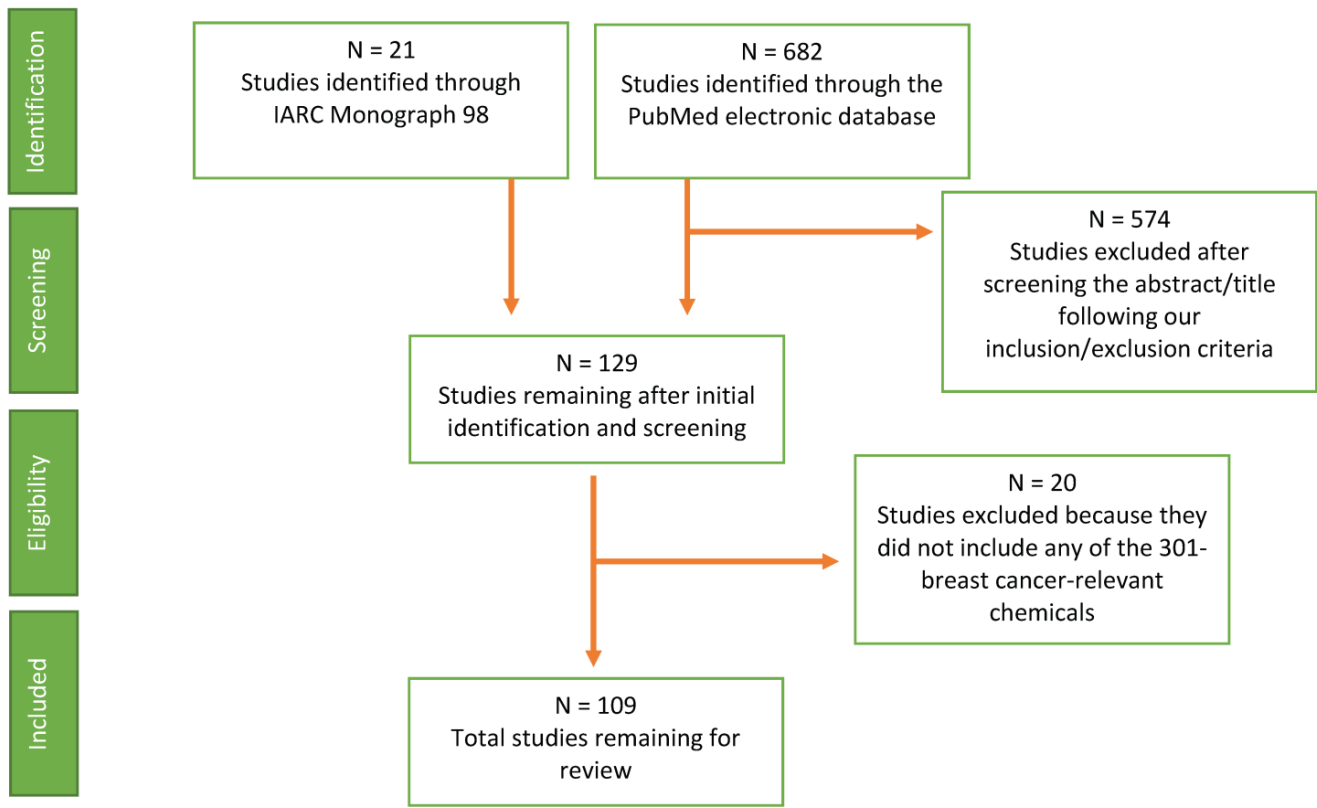 Identification
N = 21
Studies identified through
IARC Monograph 98
N = 682
Studies identified through the
PubMed electronic database
Screening
N = 574
Studies excluded after
screening the abstract/title
following our
inclusion/exclusion criteria
N = 129
Studies remaining after initial
identification and screening
Eligibility
N = 20
Studies excluded because they
did not include any of the 301-
breast cancer-relevant
chemicals
Included
N = 109
Total studies remaining for
review